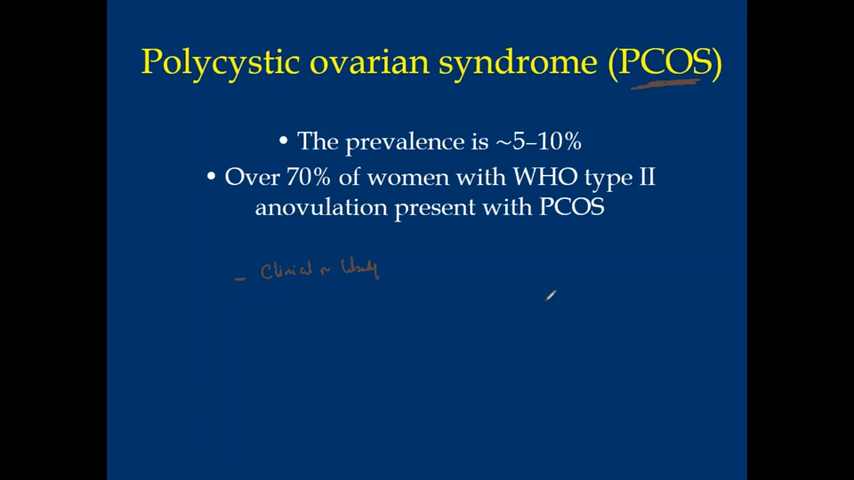 Polycystic ovarian syndrome (PCOS)
• The prevalence is ~5–10%
• Over 70% of women with WHO type II
anovulation present with PCOS
- Clinical or